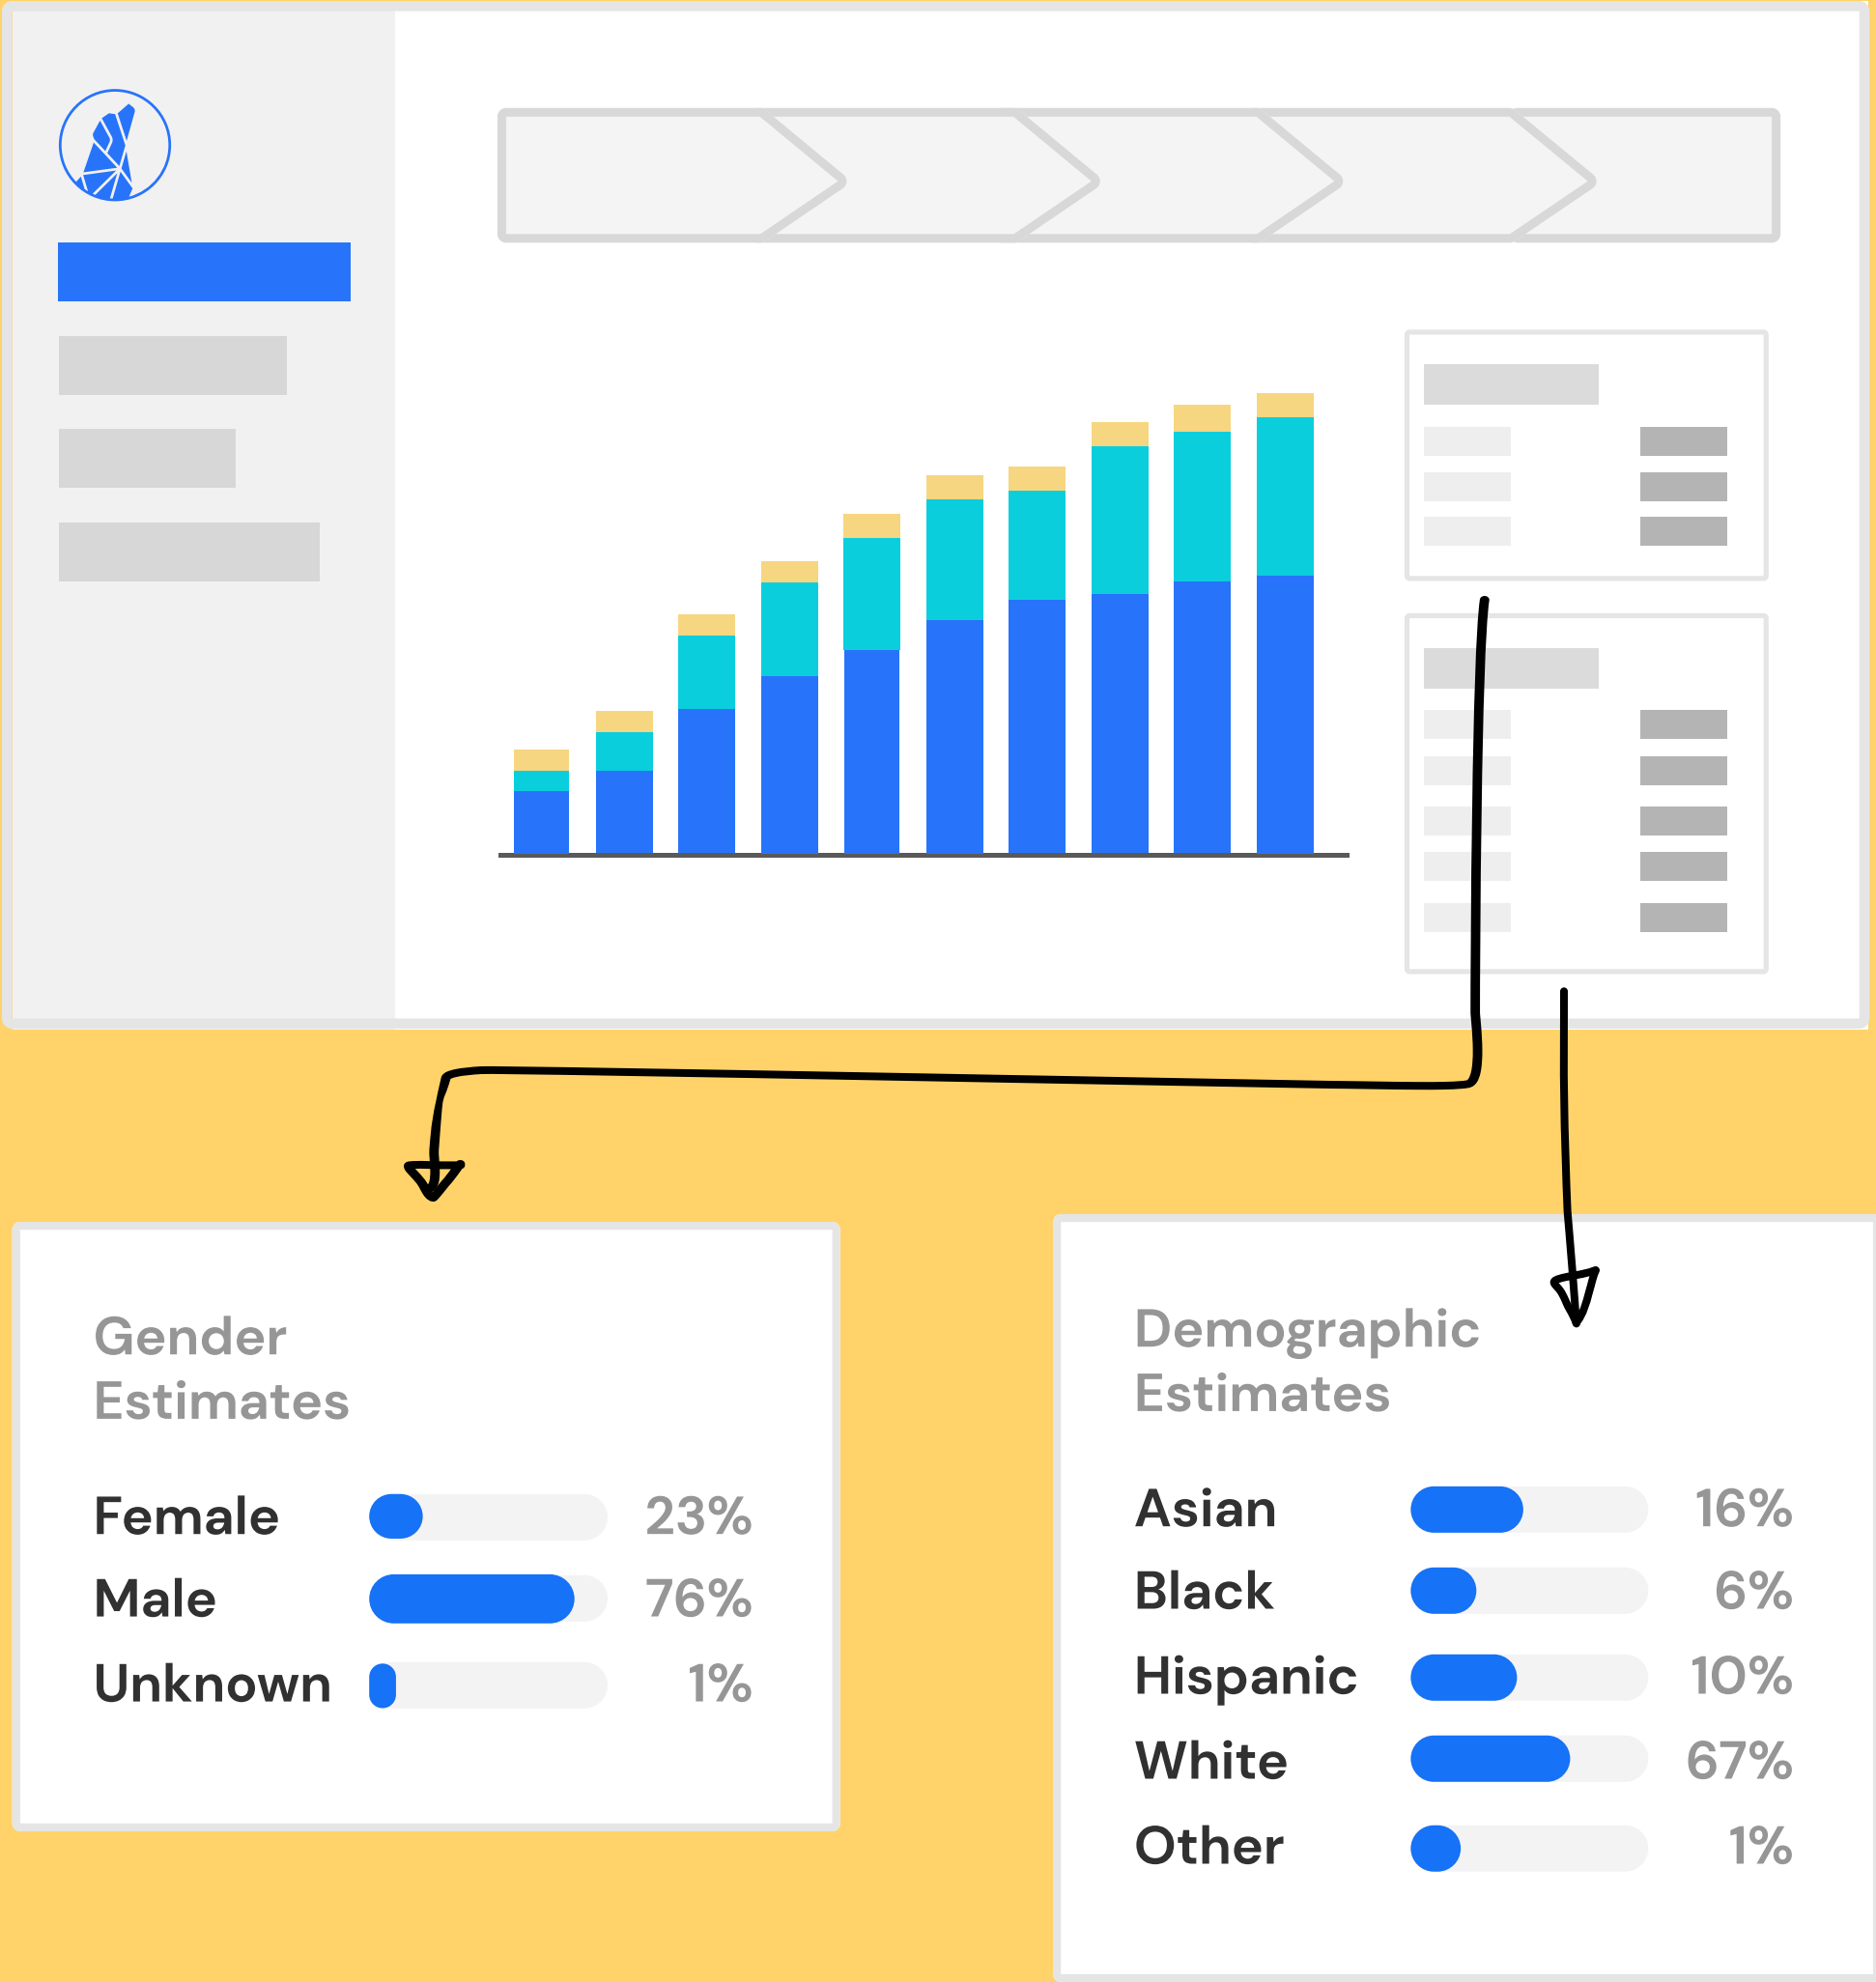 Gender
Estimates
Female 23%
Male 76%
Unknown 1%
Demographic
Estimates
Asian 16%
Black 6%
Hispanic 10%
White 67%
Other 1%